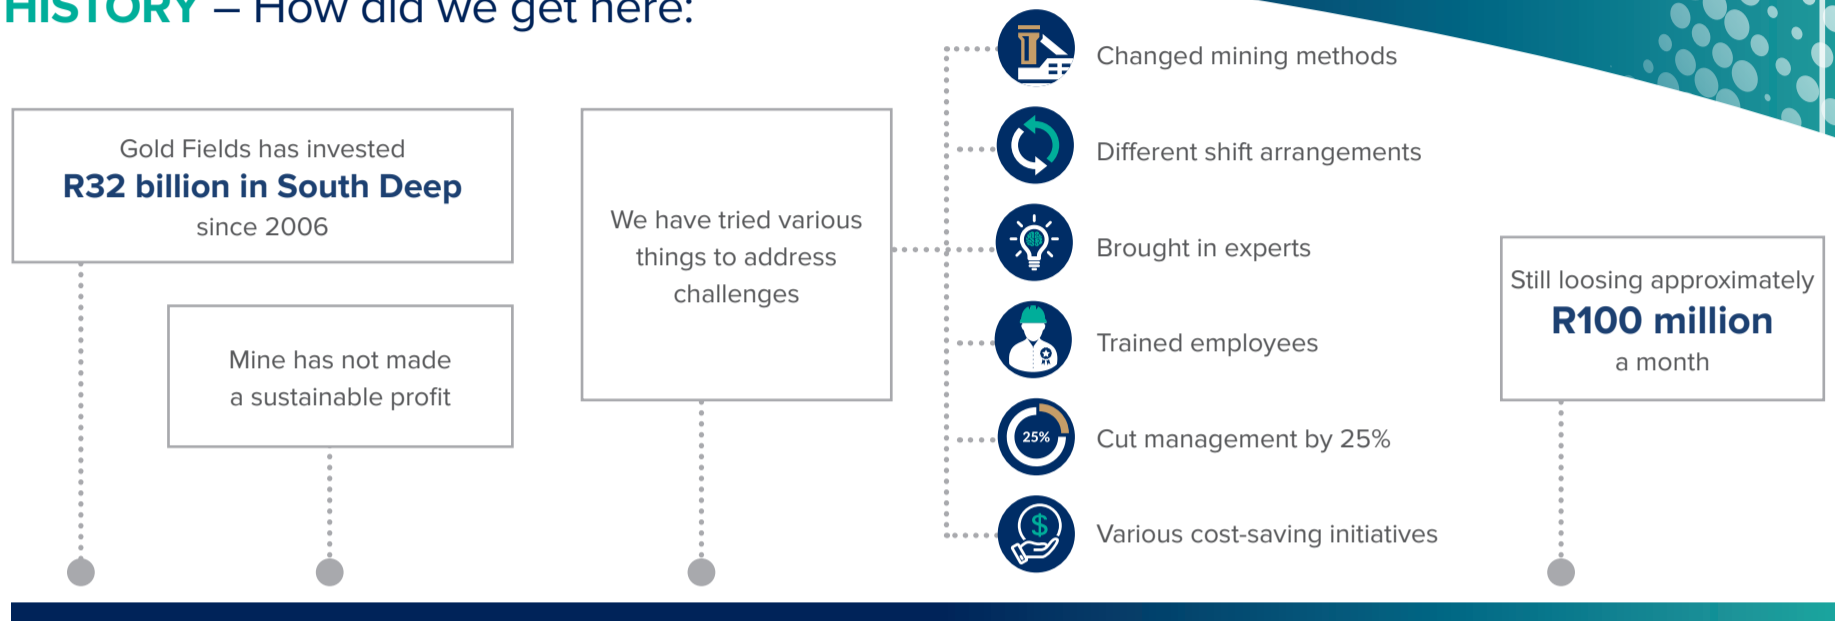 HISTORY – How did we get here:
Gold Fields has invested
R32 billion in South Deep
since 2006
Mine has not made
a sustainable profit
We have tried various
things to address
challenges
Changed mining methods
Different shift arrangements
Brought in experts
Trained employees
25%
Cut management by 25%
$
Various cost-saving initiatives
Still loosing approximately
R100 million
a month